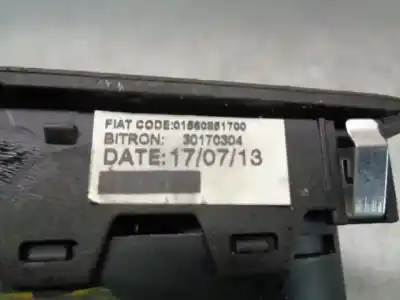 FIAT CODE:01560851700
BITRON: 30170304
DATE: 17/07/13